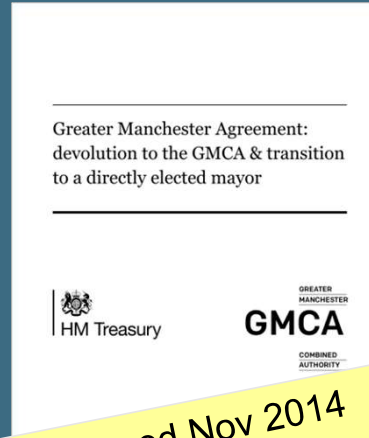 Greater Manchester Agreement:
devolution to the GMCA & transition
to a directly elected mayor
HM Treasury
GREATER
MANCHESTER
GMCA
COMBINED
AUTHORITY
Nov 2014